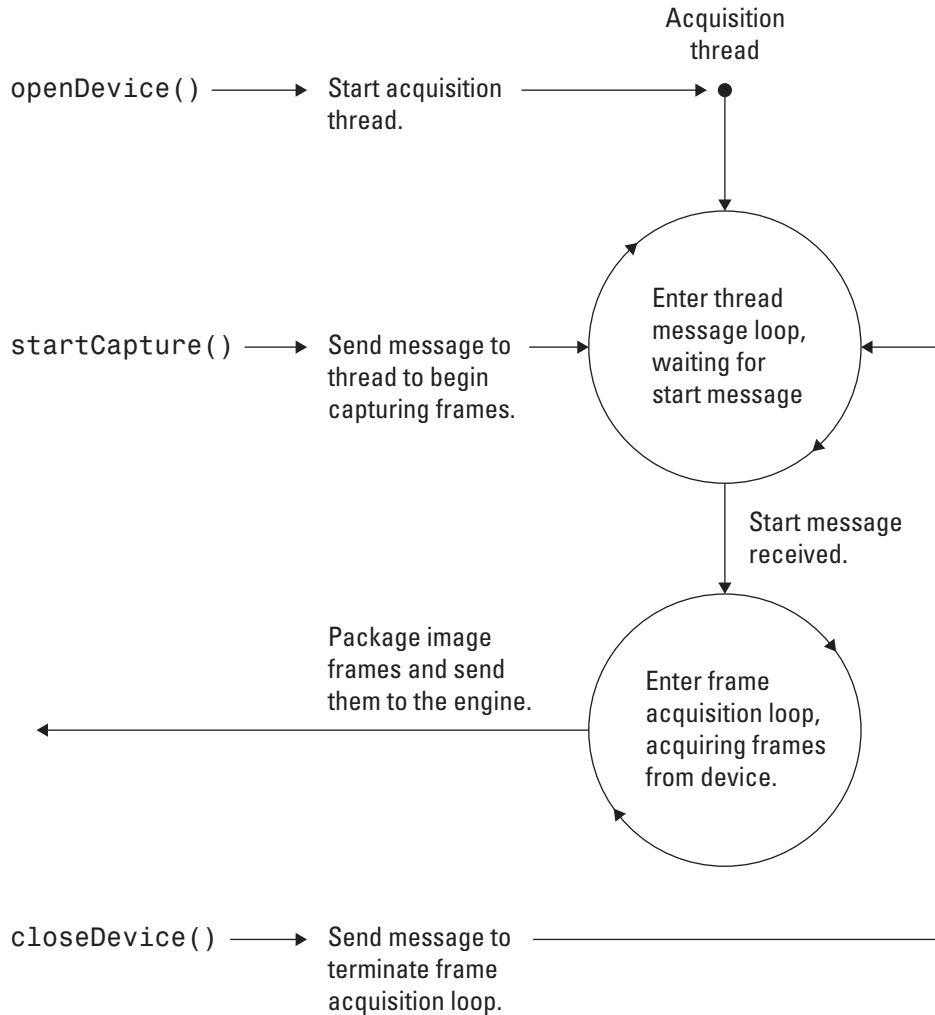 Acquisition
thread
openDevice()
Start acquisition
thread.
Enter thread
message loop,
waiting for
start message
startCapture()
Send message to
thread to begin
capturing frames.
Start message
received.
Package image
frames and send
them to the engine.
Enter frame
acquisition loop,
acquiring frames
from device.
closeDevice()
Send message to
terminate frame
acquisition loop.